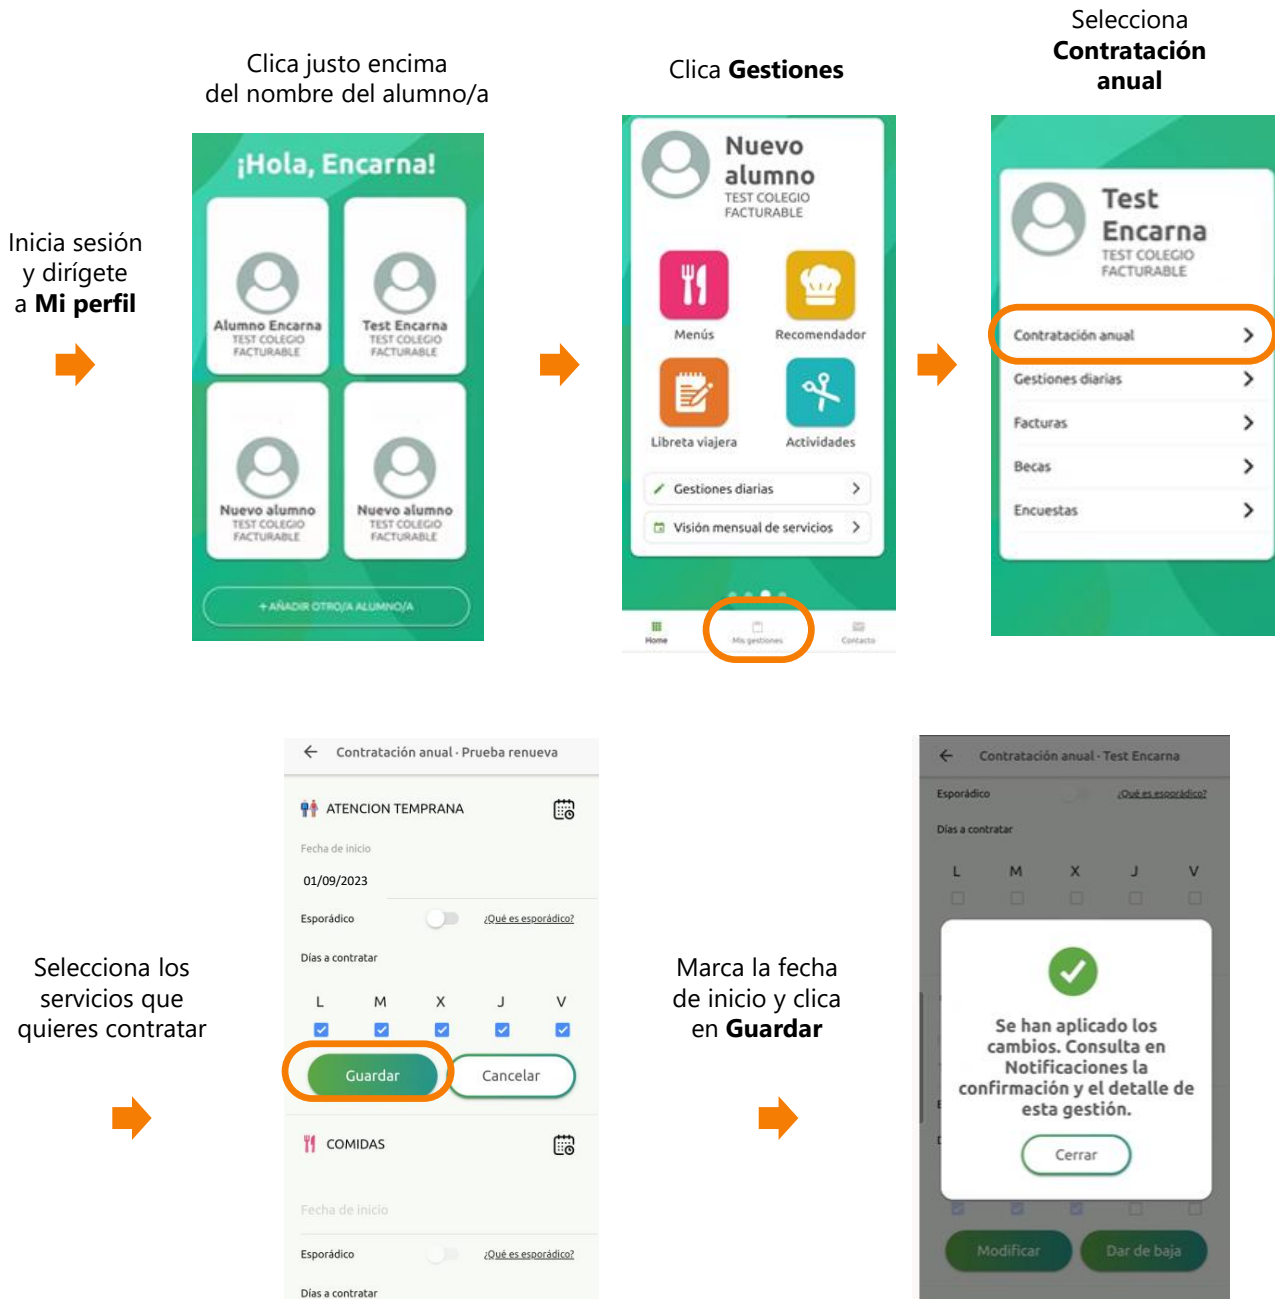 Inicia sesión
y dirígete
a Mi perfil
Clica justo encima
del nombre del alumno/a
¡Hola, Encarna!
Alumno Encarna
TEST COLEGIO
FACTURABLE
Test Encarna
TEST COLEGIO
FACTURABLE
Nuevo alumno
TEST COLEGIO
FACTURABLE
Nuevo alumno
TEST COLEGIO
FACTURABLE
+ AÑADIR OTRO/A ALUMNO/A
Clica Gestiones
Nuevo
alumno
TEST COLEGIO
FACTURABLE
Menús
Recomendador
Libreta viajera
Actividades
Gestiones diarias
Visión mensual de servicios
Home
Mis gestiones
Contacto
Selecciona
Contratación
anual
Test
Encarna
TEST COLEGIO
FACTURABLE
Contratación anual
Gestiones diarias
Facturas
Becas
Encuestas
Selecciona los
servicios que
quieres contratar
Contratación anual · Prueba renueva
ATENCION TEMPRANA
Fecha de inicio
01/09/2023
Esporádico
¿Qué es esporádico?
Días a contratar
L M X J V
Guardar
Cancelar
COMIDAS
Fecha de inicio
Esporádico
¿Qué es esporádico?
Días a contratar
Marca la fecha
de inicio y clica
en Guardar
Contratación anual · Test Encarna
Esporádico
¿Qué es esporádico?
Días a contratar
L M X J V
Se han aplicado los
cambios. Consulta en
Notificaciones la
confirmación y el detalle de
esta gestión.
Cerrar
Modificar
Dar de baja